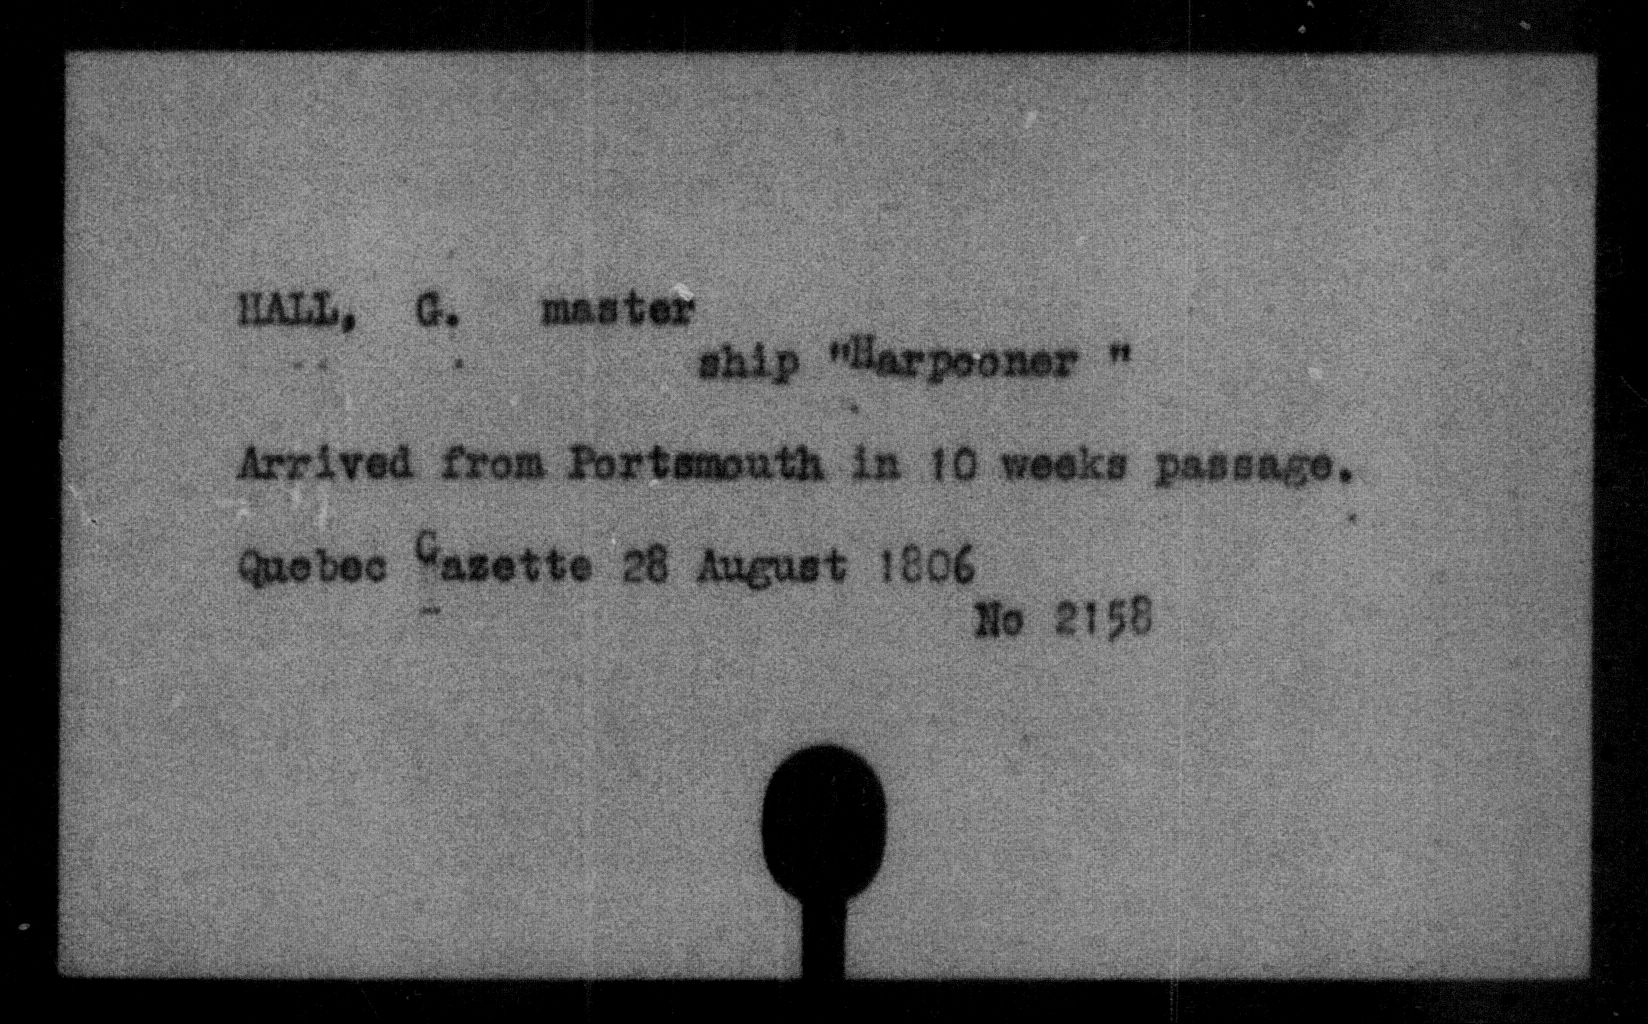 HALL, G. master
ship "Harpooner "
Arrived from Portsmouth in 10 weeks passage.
Quebec Gazette 28 August 1806
No 2158